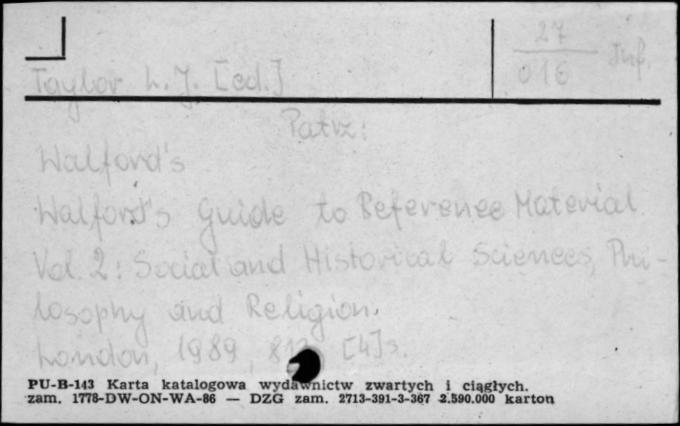 27
016 Inf.
Taylor L. J. [ed.]
Patrz:
Walford's
Walford's Guide to Reference Material
Vol. 2: Social and Historical Sciences, Phi-
losophy and Religion.
London, 1989, [4]s.
PU-B-143 Karta katalogowa wydawnictw zwartych i ciągłych.
zam. 1778-DW-ON-WA-86 — DZG zam. 2713-391-3-367 2.590.000 karton